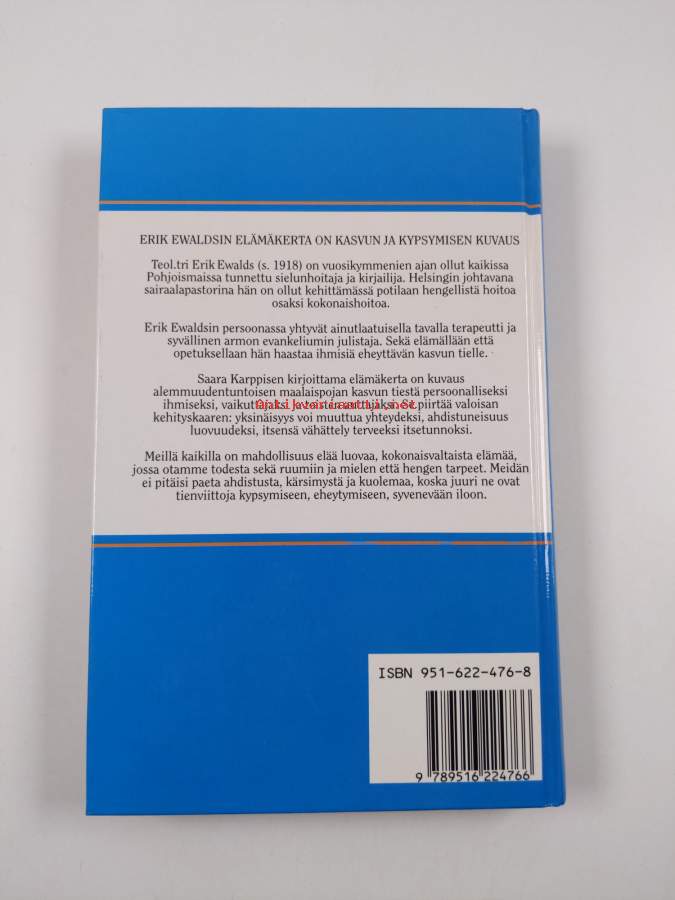 ERIK EWALDSIN ELÄMÄKERTA ON KASVUN JA KYPSYMISEN KUVAUS
Teol.tri Erik Ewalds (s. 1918) on vuosikymmenien ajan ollut kaikissa
Pohjoismaissa tunnettu sielunhoitaja ja kirjailija. Helsingin johtavana
sairaalapastorina hän on ollut kehittämässä potilaan hengellistä hoitoa
osaksi kokonaishoitoa.
Erik Ewaldsin persoonassa yhtyvät ainutlaatuisella tavalla terapeutti ja
syvällinen armon evankeliumin julistaja. Sekä elämällään että
opetuksellaan hän haastaa ihmisiä eheyttävän kasvun tielle.
Saara Karppisen kirjoittama elämäkerta on kuvaus
alemmuudentuntoisen maalaispojan kasvun tiestä persoonalliseksi
ihmiseksi, vaikuttajaksi ja Se piirtää valoisan
kehityskaaren: yksinäisyys voi muuttua yhteydeksi, ahdistuneisuus
luovuudeksi, itsensä vähättely terveeksi itsetunnoksi.
Meillä kaikilla on mahdollisuus elää luovaa, kokonaisvaltaista elämää,
jossa otamme todesta sekä ruumiin ja mielen että hengen tarpeet. Meidän
ei pitäisi paeta ahdistusta, kärsimystä ja kuolemaa, koska juuri ne ovat
tienviittoja kypsymiseen, eheytymiseen, syvenevään iloon.
ISBN 951-622-476-8
9 789516 224766